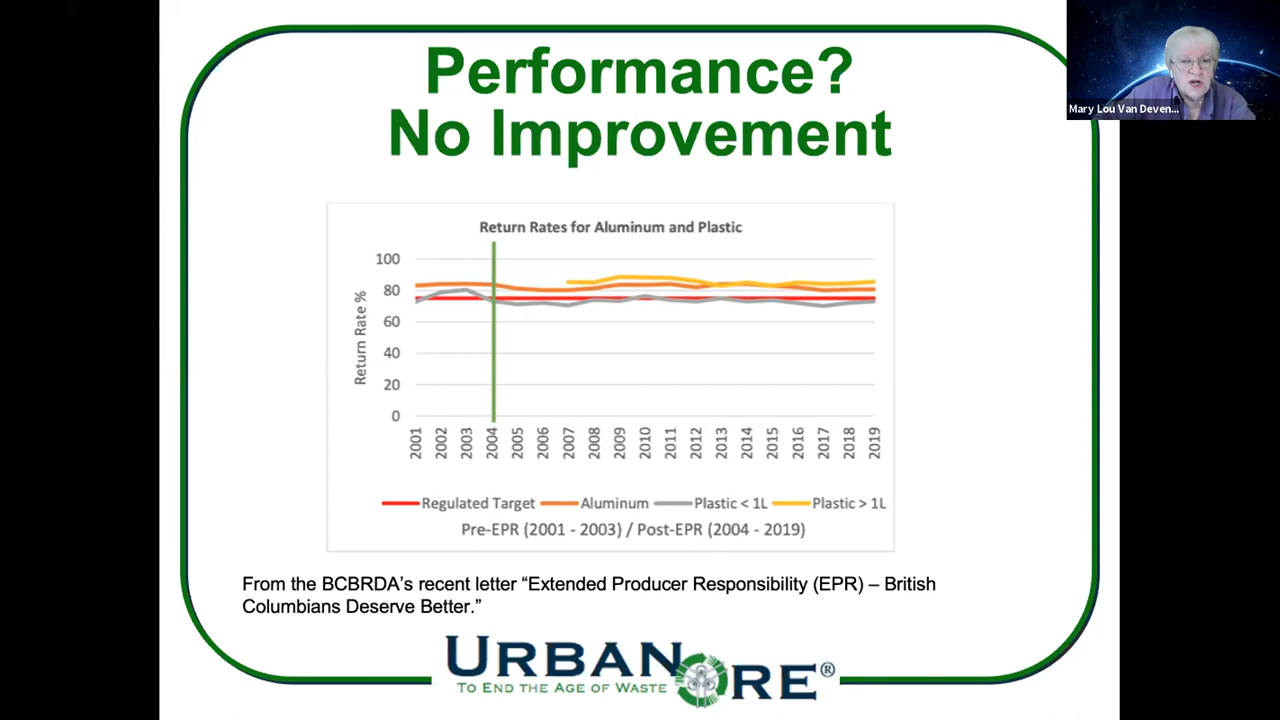 Performance?
No Improvement
Mary Lou Van Deven...
Return Rates for Aluminum and Plastic
Return Rate %
100
80
60
40
20
0
2001 2002 2003 2004 2005 2006 2007 2008 2009 2010 2011 2012 2013 2014 2015 2016 2017 2018 2019
Regulated Target Aluminum Plastic < 1L Plastic > 1L
Pre-EPR (2001 - 2003) / Post-EPR (2004 - 2019)
From the BCBRDA’s recent letter “Extended Producer Responsibility (EPR) – British
Columbians Deserve Better.”
URBAN ORE®
TO END THE AGE OF WASTE